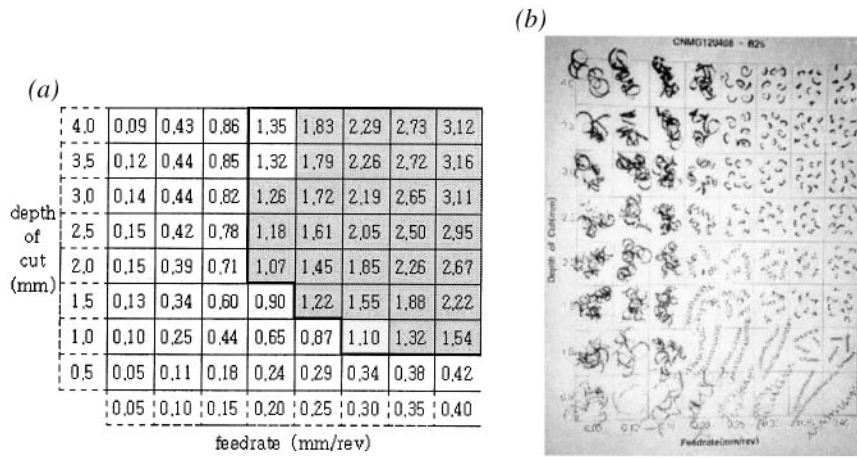 (b)
(a)
CNMG120408 - B25
4.0 0.09 0.43 0.86 1.35 1.83 2.29 2.73 3.12
3.5 0.12 0.44 0.85 1.32 1.79 2.26 2.72 3.16
3.0 0.14 0.44 0.82 1.26 1.72 2.19 2.65 3.11
2.5 0.15 0.42 0.78 1.18 1.61 2.05 2.50 2.95
2.0 0.15 0.39 0.71 1.07 1.45 1.85 2.26 2.67
1.5 0.13 0.34 0.60 0.90 1.22 1.55 1.88 2.22
1.0 0.10 0.25 0.44 0.65 0.87 1.10 1.32 1.54
0.5 0.05 0.11 0.18 0.24 0.29 0.34 0.38 0.42
0.05 0.10 0.15 0.20 0.25 0.30 0.35 0.40
depth
of
cut
(mm)
feedrate (mm/rev)
Depth of Cut(mm)
Feedrate(mm/rev)